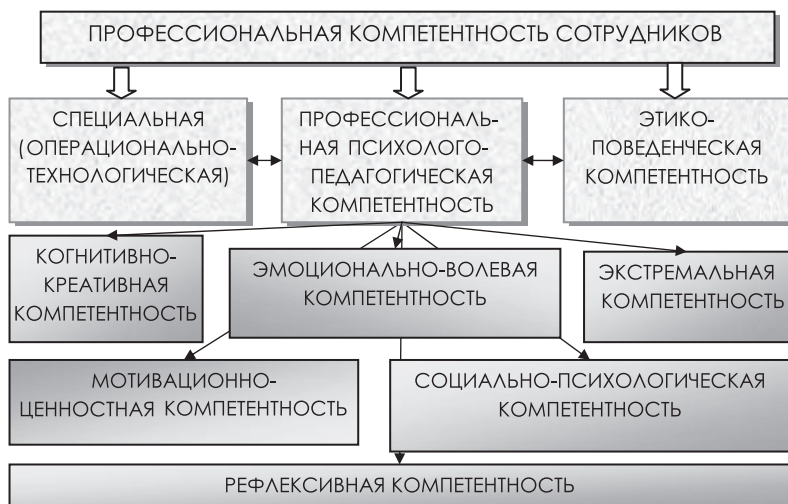 ПРОФЕССИОНАЛЬНАЯ КОМПЕТЕНТНОСТЬ СОТРУДНИКОВ
СПЕЦИАЛЬНАЯ
(ОПЕРАЦИОНАЛЬНО-
ТЕХНОЛОГИЧЕСКАЯ)
ПРОФЕССИОНАЛЬ-
НАЯ ПСИХОЛОГО-
ПЕДАГОГИЧЕСКАЯ
КОМПЕТЕНТНОСТЬ
ЭТИКО-
ПОВЕДЕНЧЕСКАЯ
КОМПЕТЕНТНОСТЬ
КОГНИТИВНО-
КРЕАТИВНАЯ
КОМПЕТЕНТНОСТЬ
ЭМОЦИОНАЛЬНО-ВОЛЕВАЯ
КОМПЕТЕНТНОСТЬ
ЭКСТРЕМАЛЬНАЯ
КОМПЕТЕНТНОСТЬ
МОТИВАЦИОННО-
ЦЕННОСТНАЯ КОМПЕТЕНТНОСТЬ
СОЦИАЛЬНО-ПСИХОЛОГИЧЕСКАЯ
КОМПЕТЕНТНОСТЬ
РЕФЛЕКСИВНАЯ КОМПЕТЕНТНОСТЬ